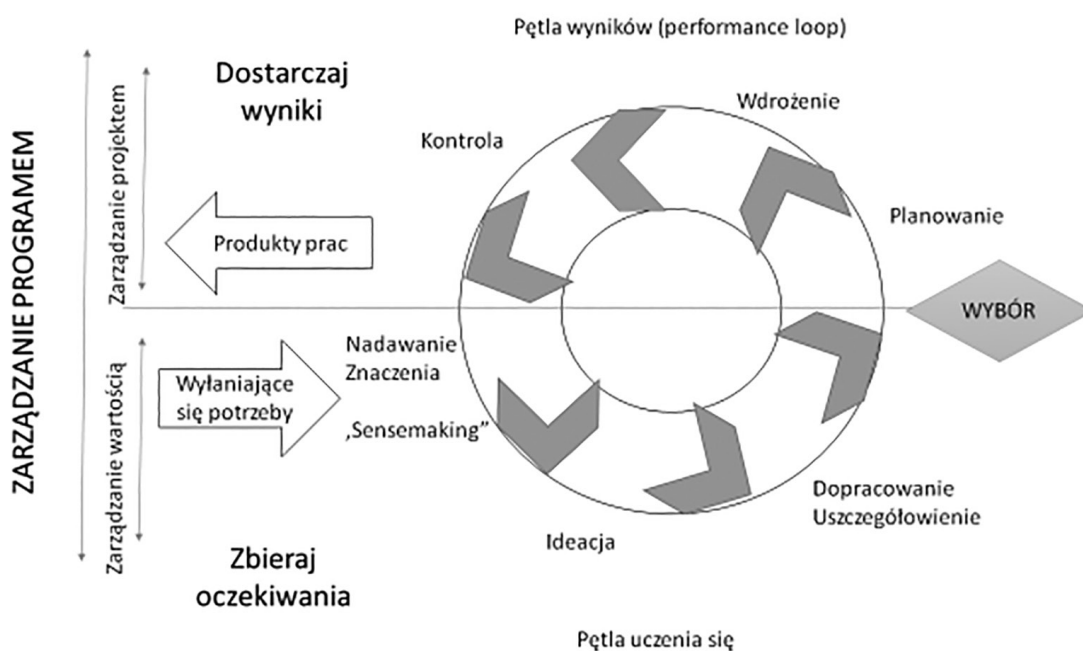 Pętla wyników (performance loop)
Dostarczaj
wyniki
Wdrożenie
Kontrola
Planowanie
Produkty prac
WYBÓR
ZARZĄDZANIE PROGRAMEM
Zarządzanie projektem
Zarządzanie wartością
Nadawanie
Znaczenia
Wyłaniające
się potrzeby
‚Sensemaking”
Dopracowanie
Uszczegółowienie
Ideacja
Zbieraj
oczekiwania
Pętla uczenia się